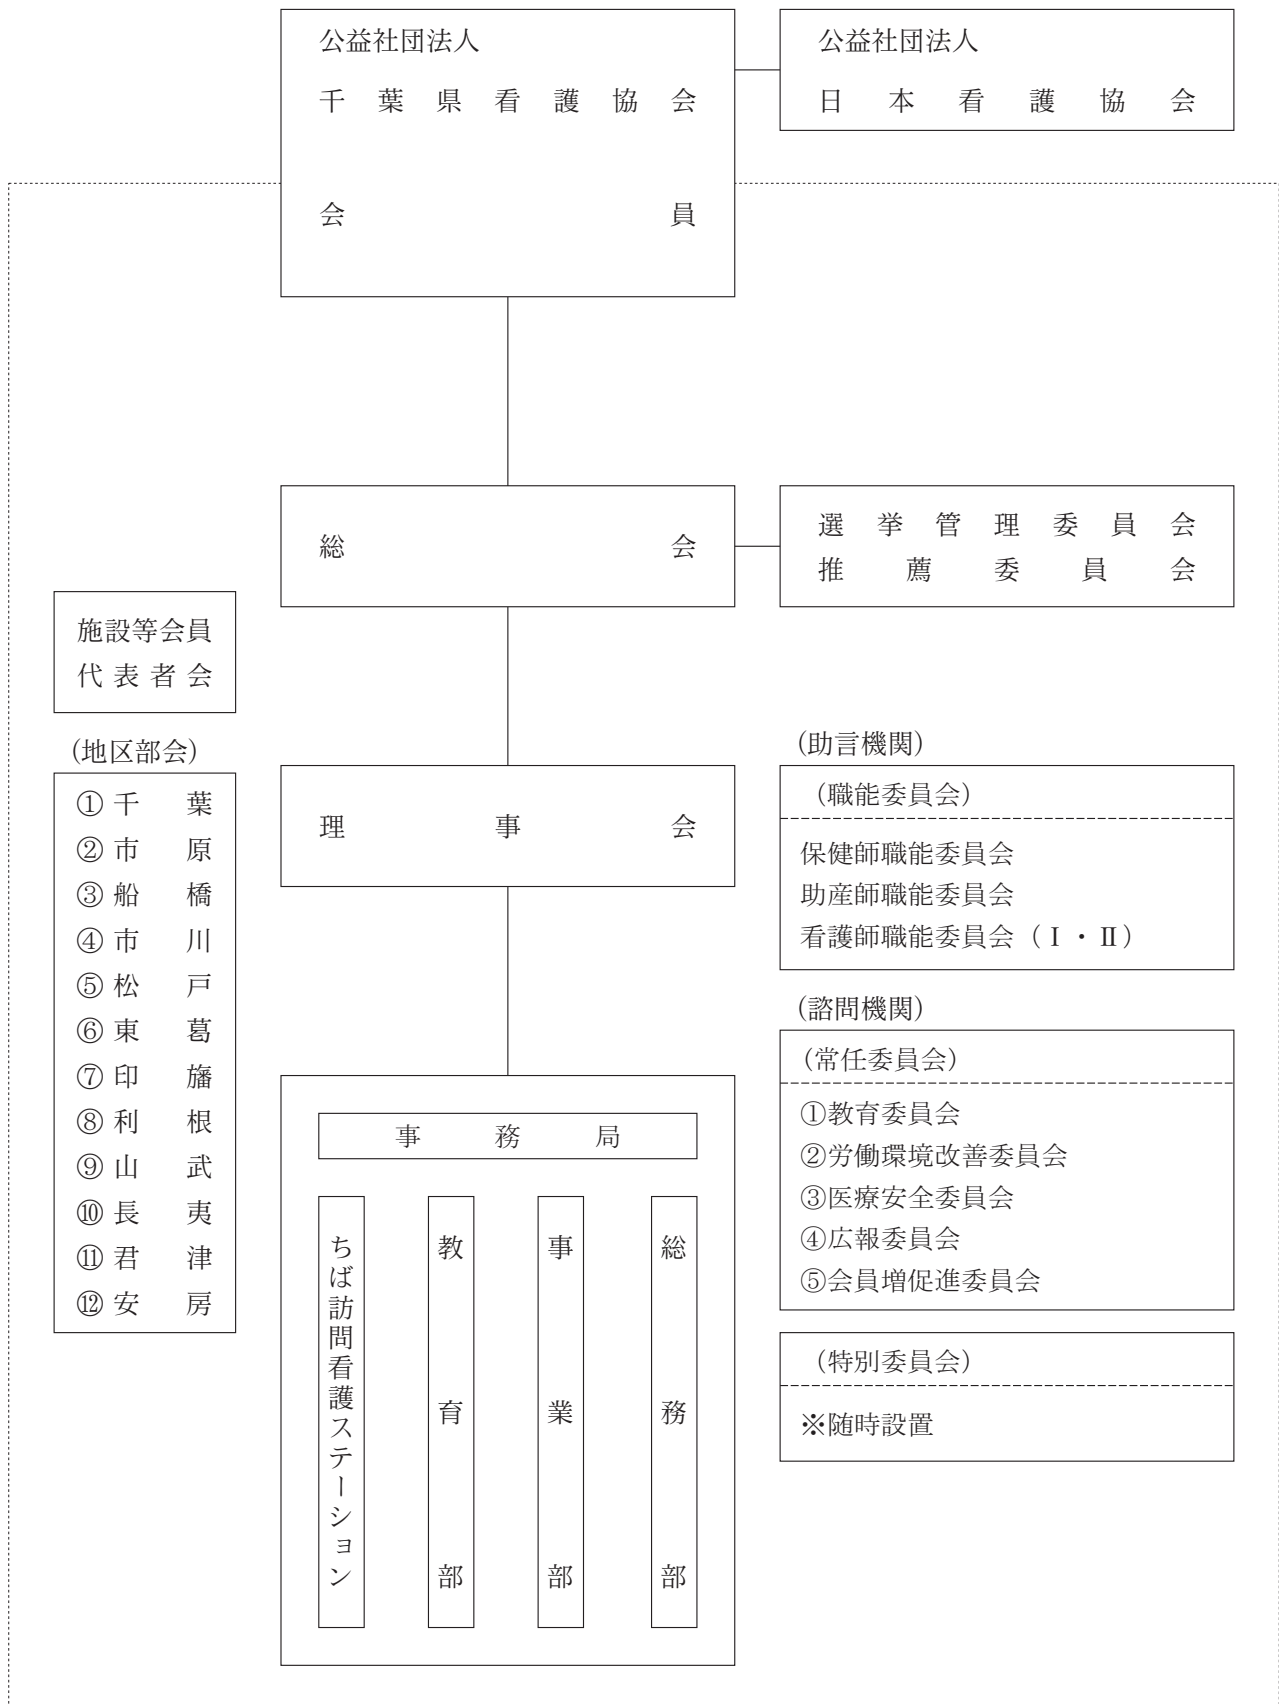 公益社団法人
千葉県看護協会
会員
公益社団法人
日本看護協会
総会
選挙管理委員会
推薦委員会
施設等会員
代表者会
(地区部会)
①千葉
②市原
③船橋
④市川
⑤松戸
⑥東葛
⑦印旛
⑧利根
⑨山武
⑩長夷
⑪君津
⑫安房
理事会
(助言機関)
(職能委員会)
保健師職能委員会
助産師職能委員会
看護師職能委員会(Ⅰ・Ⅱ)
(諮問機関)
(常任委員会)
①教育委員会
②労働環境改善委員会
③医療安全委員会
④広報委員会
⑤会員増促進委員会
(特別委員会)
※随時設置
事務局
総務部
事業部
教育部
ちば訪問看護ステーション